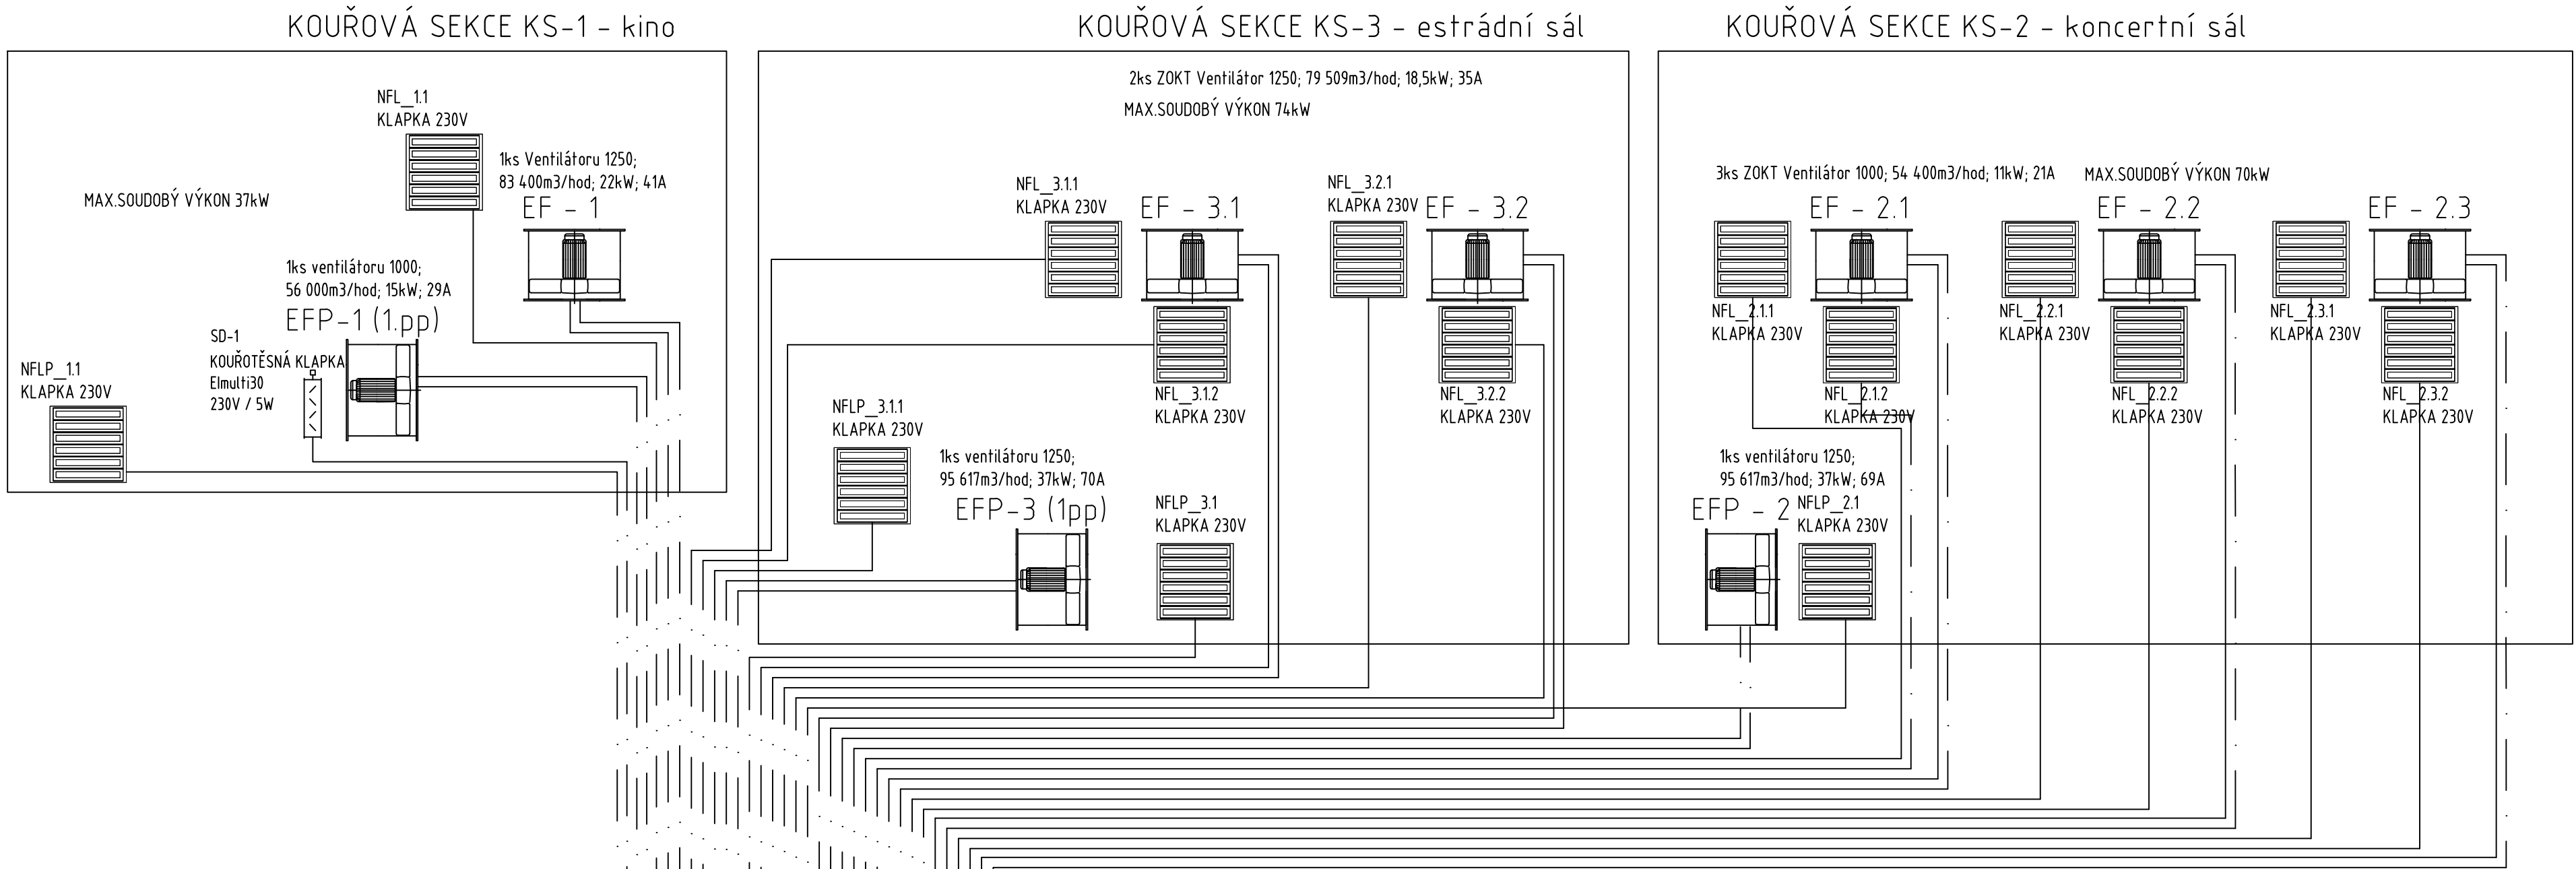 KOUŘOVÁ SEKCE KS-1 - kino
NFL_1.1
KLAPKA 230V
1ks Ventilátoru 1250;
83 400m3/hod; 22kW; 41A
EF - 1
MAX.SOUDOBÝ VÝKON 37kW
1ks ventilátoru 1000;
56 000m3/hod; 15kW; 29A
EFP-1 (1.pp)
SD-1
KOUŘOTĚSNÁ KLAPKA
EImulti30
230V / 5W
NFLP_1.1
KLAPKA 230V
KOUŘOVÁ SEKCE KS-3 - estrádní sál
2ks ZOKT Ventilátor 1250; 79 509m3/hod; 18,5kW; 35A
MAX.SOUDOBÝ VÝKON 74kW
NFL_3.1.1
KLAPKA 230V
EF - 3.1
NFL_3.2.1
KLAPKA 230V
EF - 3.2
NFL_3.1.2
KLAPKA 230V
NFL_3.2.2
KLAPKA 230V
NFLP_3.1.1
KLAPKA 230V
1ks ventilátoru 1250;
95 617m3/hod; 37kW; 70A
EFP-3 (1pp)
NFLP_3.1
KLAPKA 230V
KOUŘOVÁ SEKCE KS-2 - koncertní sál
3ks ZOKT Ventilátor 1000; 54 400m3/hod; 11kW; 21A
MAX.SOUDOBÝ VÝKON 70kW
EF - 2.1
EF - 2.2
EF - 2.3
NFL_2.1.1
KLAPKA 230V
NFL_2.2.1
KLAPKA 230V
NFL_2.3.1
KLAPKA 230V
NFL_2.1.2
KLAPKA 230V
NFL_2.2.2
KLAPKA 230V
NFL_2.3.2
KLAPKA 230V
1ks ventilátoru 1250;
95 617m3/hod; 37kW; 69A
EFP - 2
NFLP_2.1
KLAPKA 230V